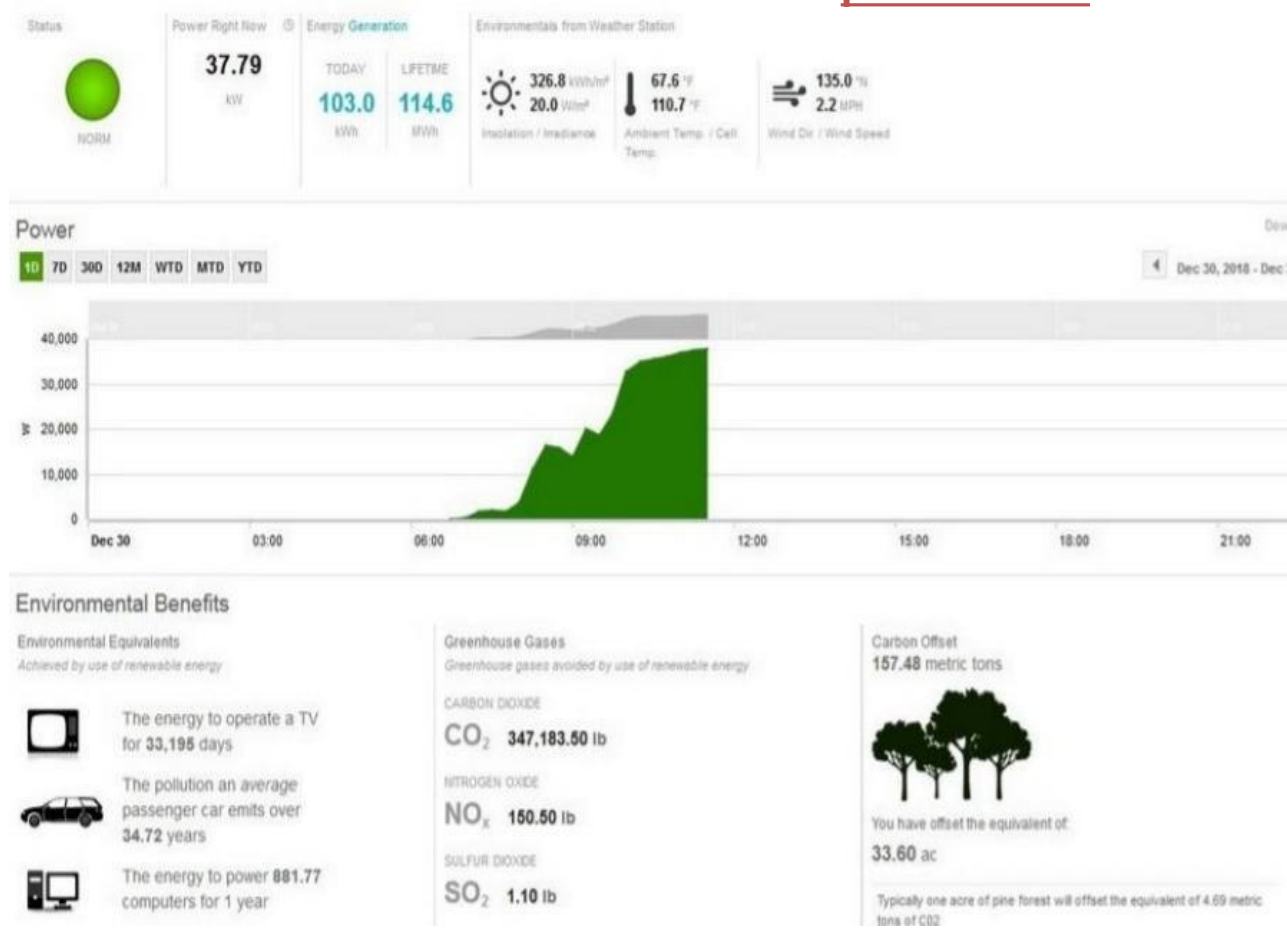 Status
NORM
Power Right Now
37.79
kW
Energy Generation
TODAY
103.0
kWh
LIFETIME
114.6
MWh
Environmentals from Weather Station
326.8 kWh/m²
20.0 W/m²
Insolation / Irradiance
67.6 °F
110.7 °F
Ambient Temp. / Cell
Temp.
135.0 °N
2.2 MPH
Wind Dir / Wind Speed
Power
1D 7D 30D 12M WTD MTD YTD
Dec 30, 2018 - Dec
40,000
30,000
20,000
10,000
0
W
Dec 30 03:00 06:00 09:00 12:00 15:00 18:00 21:00
Environmental Benefits
Environmental Equivalents
Achieved by use of renewable energy
The energy to operate a TV
for 33,195 days
The pollution an average
passenger car emits over
34.72 years
The energy to power 881.77
computers for 1 year
Greenhouse Gases
Greenhouse gases avoided by use of renewable energy
CARBON DIOXIDE
CO₂ 347,183.50 lb
NITROGEN OXIDE
NOₓ 150.50 lb
SULFUR DIOXIDE
SO₂ 1.10 lb
Carbon Offset
157.48 metric tons
You have offset the equivalent of:
33.60 ac
Typically one acre of pine forest will offset the equivalent of 4.69 metric
tons of CO2